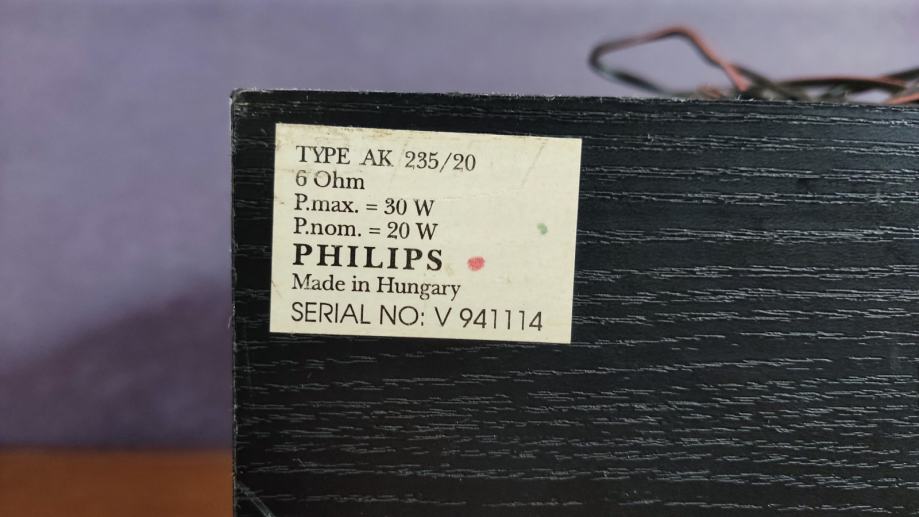 TYPE AK 235/20
6 Ohm
P.max. = 30 W
P.nom. = 20 W
PHILIPS
Made in Hungary
SERIAL NO: V 941114